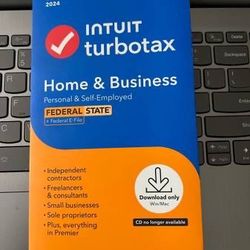 2024
INTUIT
turbotax
Home & Business
Personal & Self-Employed
FEDERAL STATE
+ Federal E-File
• Independent
contractors
• Freelancers
& consultants
• Small businesses
• Sole proprietors
• Plus, everything
in Premier
Download only
Win/Mac
CD no longer available